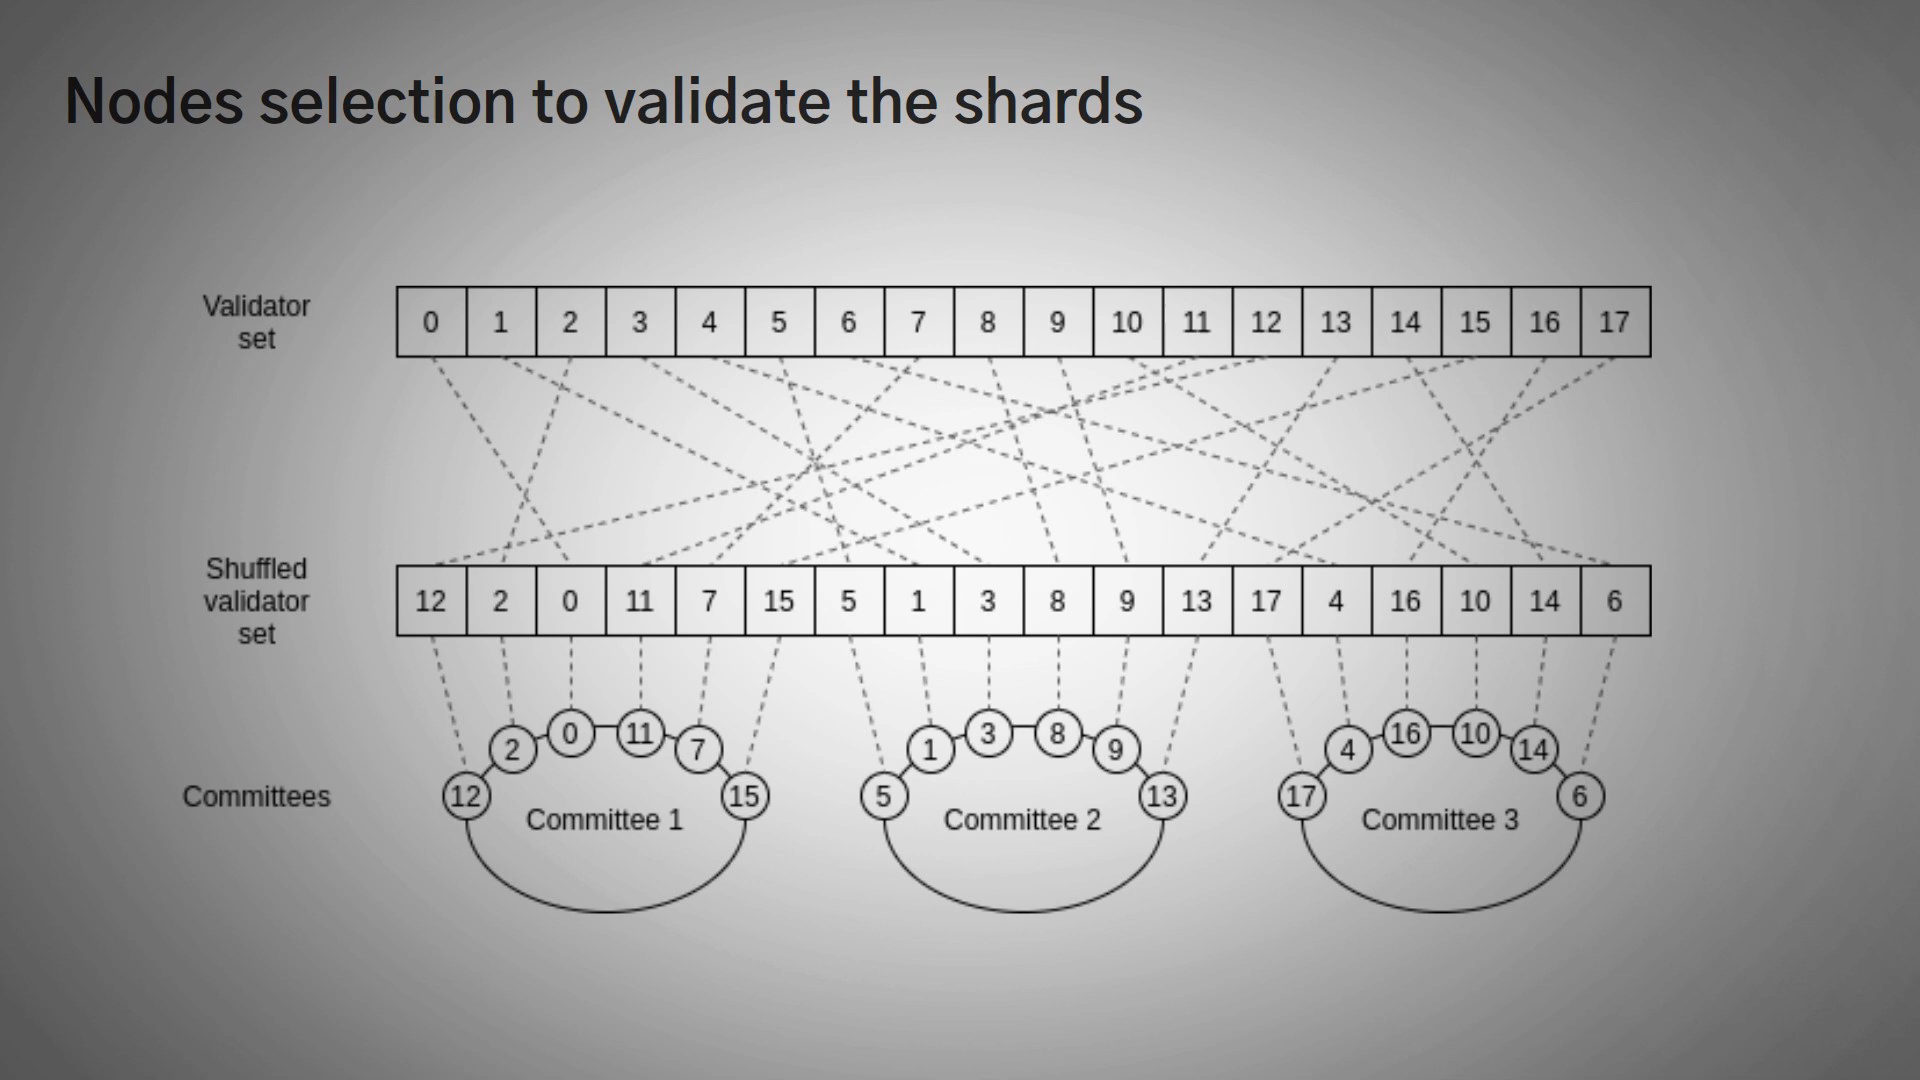 Nodes selection to validate the shards
Validator
set
0 1 2 3 4 5 6 7 8 9 10 11 12 13 14 15 16 17
Shuffled
validator
set
12 2 0 11 7 15 5 1 3 8 9 13 17 4 16 10 14 6
Committees
12 2 0 11 7 15
Committee 1
5 1 3 8 9 13
Committee 2
17 4 16 10 14 6
Committee 3